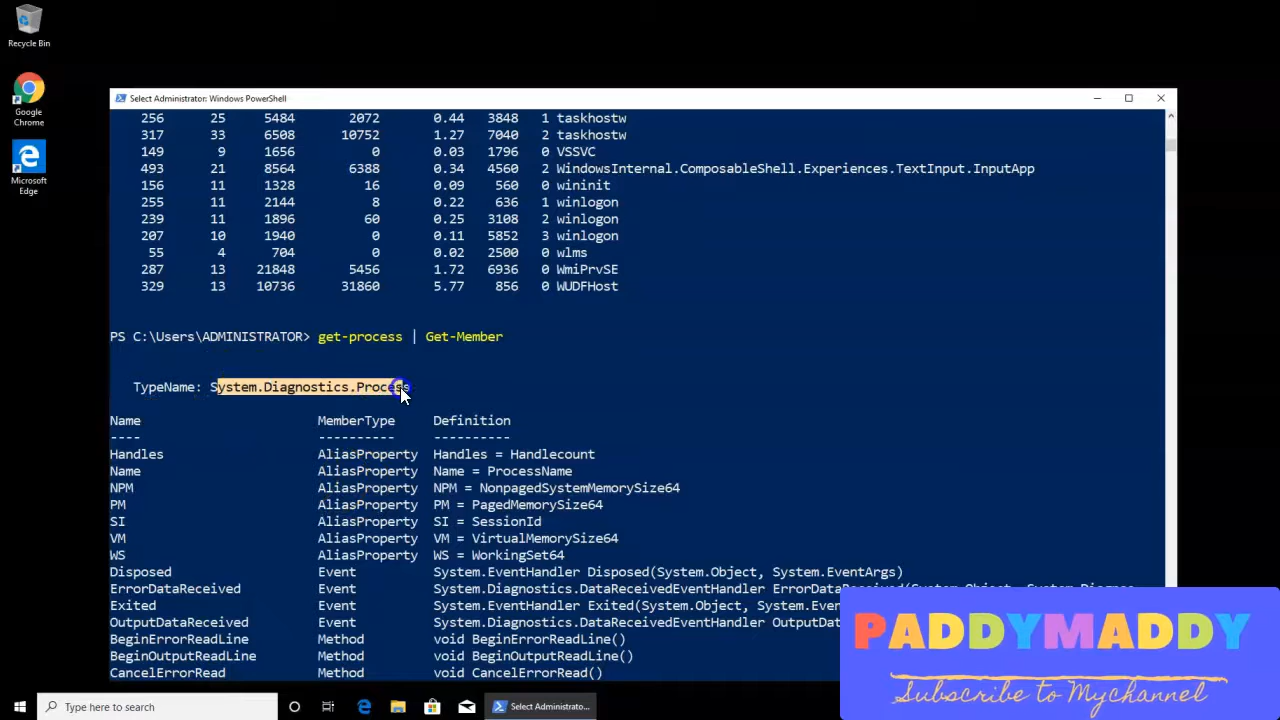 Recycle Bin
Google
Chrome
Microsoft
Edge
Select Administrator: Windows PowerShell
256 25 5484 2072 0.44 3848 1 taskhostw
317 33 6508 10752 1.27 7040 2 taskhostw
149 9 1656 0 0.03 1796 0 VSSVC
493 21 8564 6388 0.34 4560 2 WindowsInternal.ComposableShell.Experiences.TextInput.InputApp
156 11 1328 16 0.09 560 0 wininit
255 11 2144 8 0.22 636 1 winlogon
239 11 1896 60 0.25 3108 2 winlogon
207 10 1940 0 0.11 5852 3 winlogon
55 4 704 0 0.02 2500 0 wlms
287 13 21848 5456 1.72 6936 0 WmiPrvSE
329 13 10736 31860 5.77 856 0 WUDFHost
PS C:\Users\ADMINISTRATOR> get-process | Get-Member
TypeName: System.Diagnostics.Process
Name MemberType Definition
---- ---------- ----------
Handles AliasProperty Handles = Handlecount
Name AliasProperty Name = ProcessName
NPM AliasProperty NPM = NonpagedSystemMemorySize64
PM AliasProperty PM = PagedMemorySize64
SI AliasProperty SI = SessionId
VM AliasProperty VM = VirtualMemorySize64
WS AliasProperty WS = WorkingSet64
Disposed Event System.EventHandler Disposed(System.Object, System.EventArgs)
ErrorDataReceived Event System.Diagnostics.DataReceivedEventHandler ErrorDataReceived(System.Object, System.Diagnos...
Exited Event System.EventHandler Exited(System.Object, System.Even
OutputDataReceived Event System.Diagnostics.DataReceivedEventHandler OutputDat
BeginErrorReadLine Method void BeginErrorReadLine()
BeginOutputReadLine Method void BeginOutputReadLine()
CancelErrorRead Method void CancelErrorRead()
PADDYMADDY
Subscribe to Mychannel
Type here to search
Select Administrato...